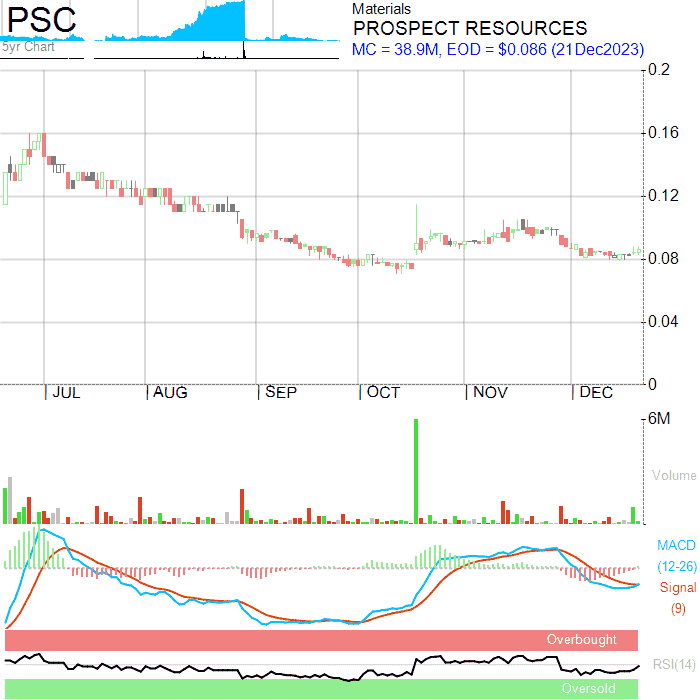 PSC
5yr Chart
Materials
PROSPECT RESOURCES
MC = 38.9M, EOD = $0.086 (21Dec2023)
0.2
0.16
0.12
0.08
0.04
0
JUL AUG SEP OCT NOV DEC
6M
Volume
MACD
(12-26)
Signal
(9)
Overbought
RSI(14)
Oversold